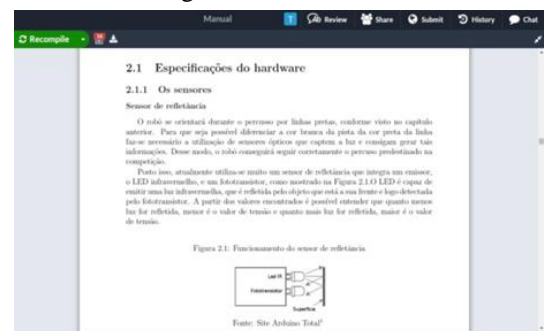 Manual
Review
Share
Submit
History
Chat
Recompile
2.1 Especificações do hardware
2.1.1 Os sensores
Sensor de refletância
O robô se orientará durante o percurso por linhas pretas, conforme visto no capítulo
anterior. Para que seja possível diferenciar a cor branca da pista da cor preta da linha
faz-se necessário a utilização de sensores ópticos que captem a luz e consigam gerar tais
informações. Desse modo, o robô conseguirá seguir corretamente o percurso predestinado na
competição.
Posto isso, atualmente utiliza-se muito um sensor de refletância que integra um emissor,
o LED infravermelho, e um fototransistor, como mostrado na Figura 2.1.O LED é capaz de
emitir uma luz infravermelha, que é refletida pelo objeto que está a sua frente e logo detectada
pelo fototransistor. A partir dos valores encontrados é possível entender que quanto menos
luz for refletida, menor é o valor de tensão e quanto mais luz for refletida, maior é o valor
de tensão.
Figura 2.1: Funcionamento do sensor de refletância
Led IR
Fototransistor
Superfície
Fonte: Site Arduino Total